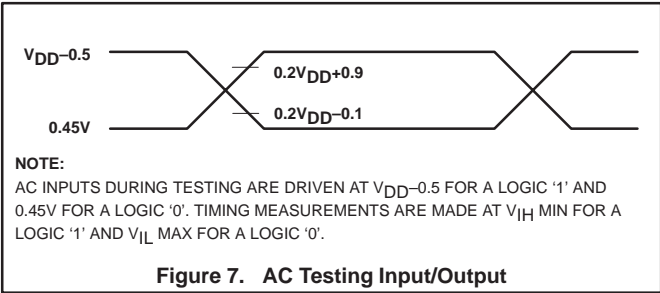 VDD–0.5
0.2VDD+0.9
0.2VDD–0.1
0.45V
NOTE:
AC INPUTS DURING TESTING ARE DRIVEN AT VDD–0.5 FOR A LOGIC ‘1’ AND
0.45V FOR A LOGIC ‘0’. TIMING MEASUREMENTS ARE MADE AT VIH MIN FOR A
LOGIC ‘1’ AND VIL MAX FOR A LOGIC ‘0’.
Figure 7. AC Testing Input/Output